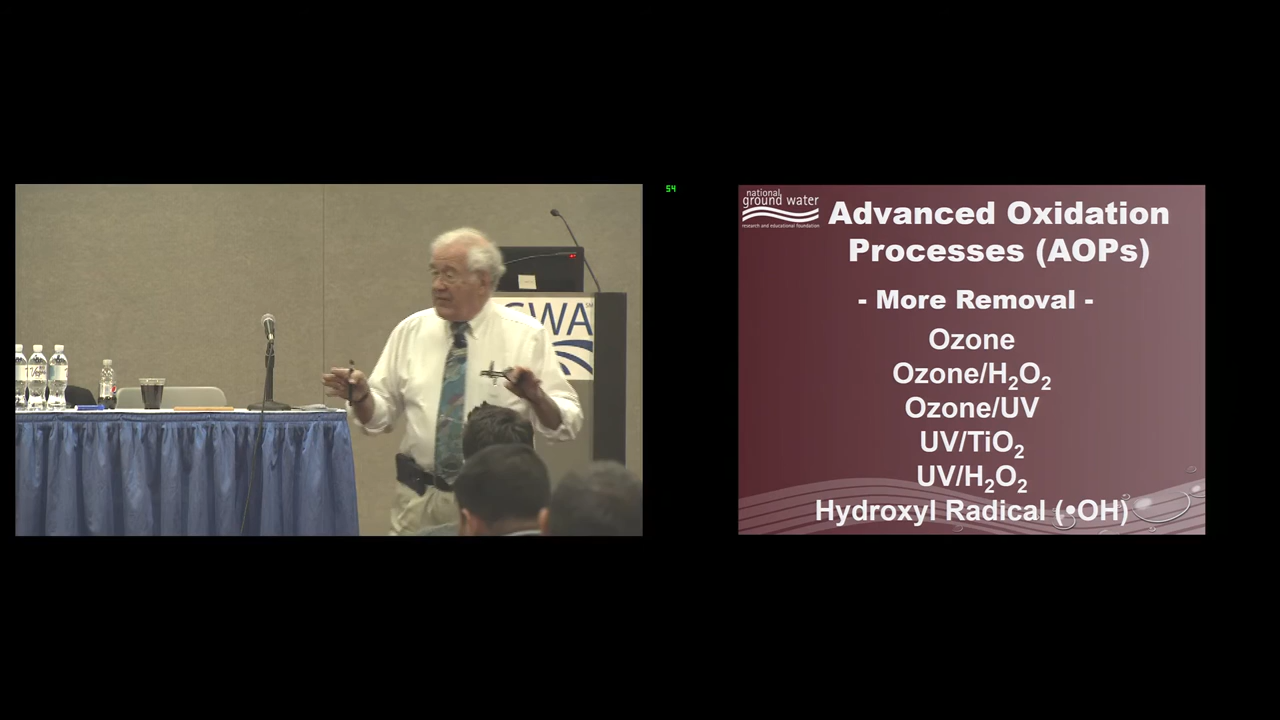 GWA
54
national
ground water
research and educational foundation
Advanced Oxidation
Processes (AOPs)
- More Removal -
Ozone
Ozone/H₂O₂
Ozone/UV
UV/TiO₂
UV/H₂O₂
Hydroxyl Radical (•OH)